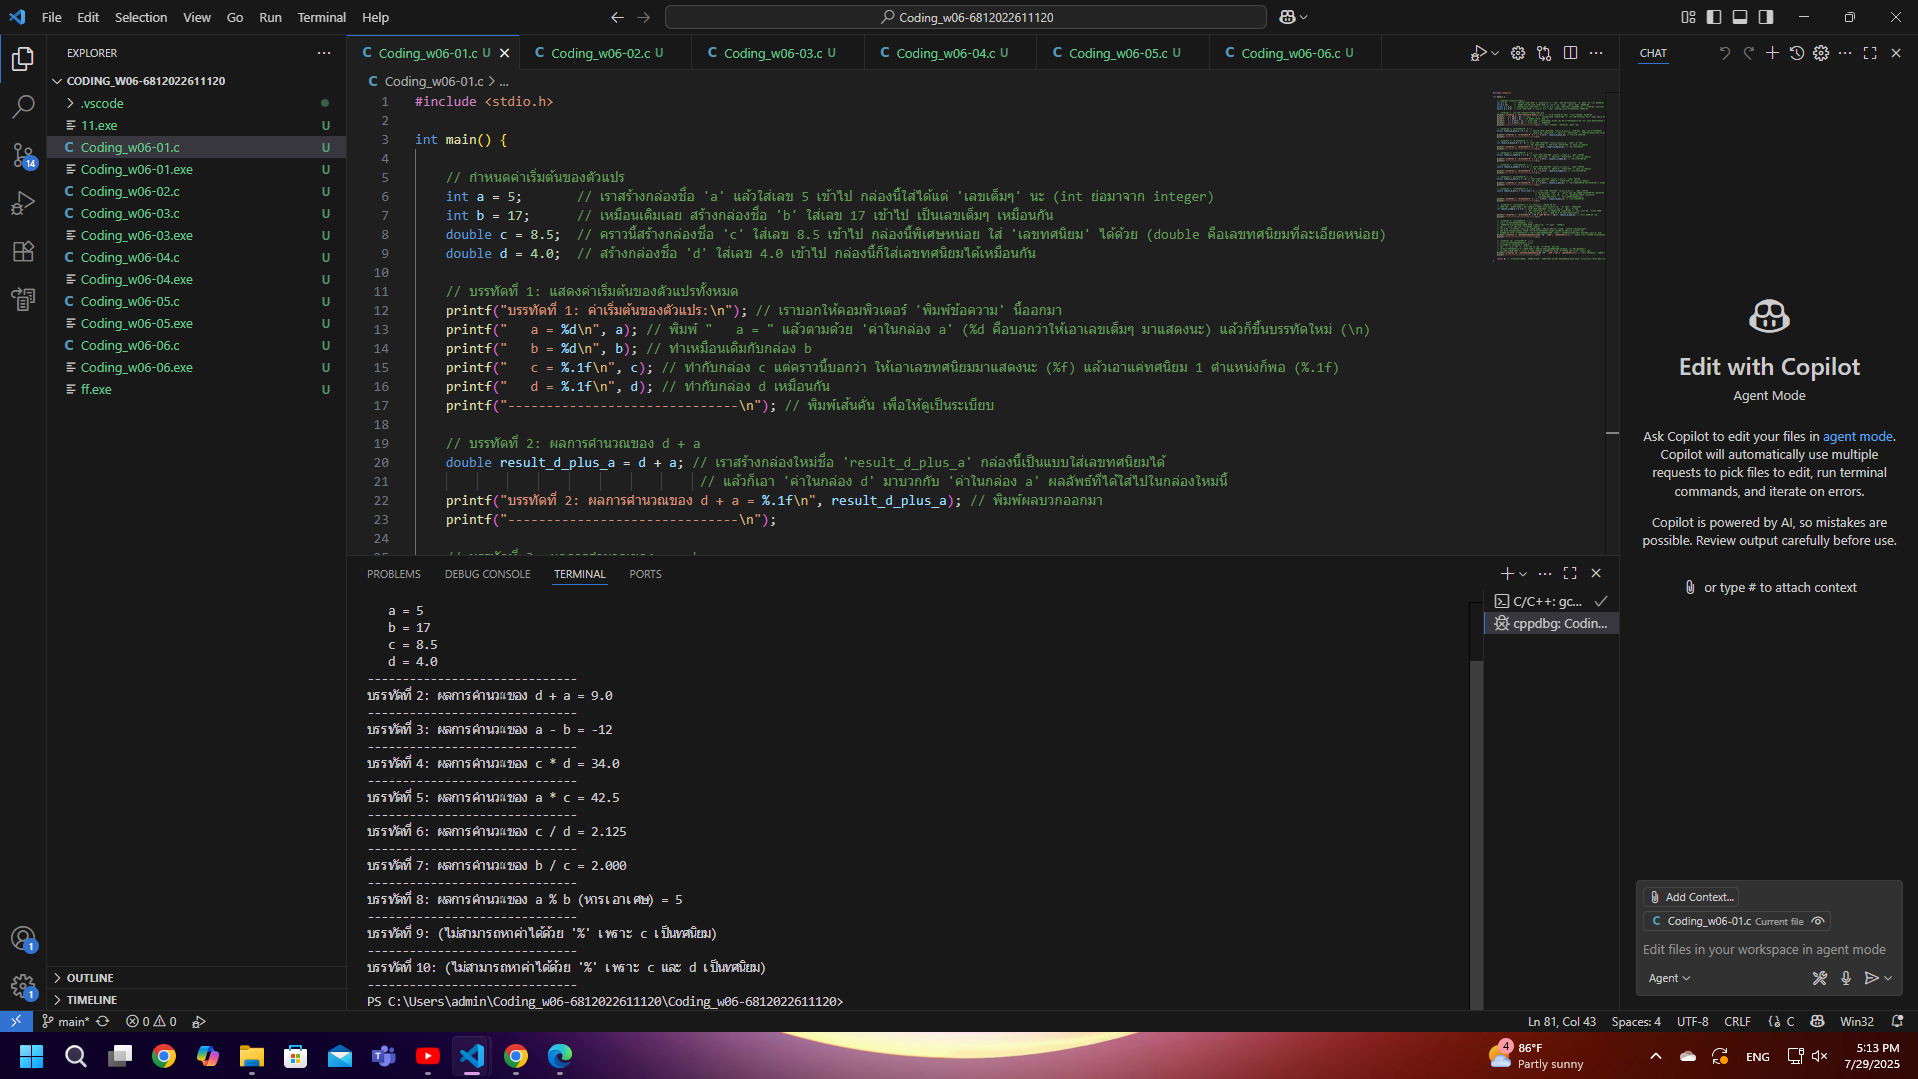 File Edit Selection View Go Run Terminal Help
Coding_w06-6812022611120
EXPLORER
CODING_W06-6812022611120
.vscode
11.exe U
Coding_w06-01.c U
Coding_w06-01.exe U
Coding_w06-02.c U
Coding_w06-03.c U
Coding_w06-03.exe U
Coding_w06-04.c U
Coding_w06-04.exe U
Coding_w06-05.c U
Coding_w06-05.exe U
Coding_w06-06.c U
Coding_w06-06.exe U
ff.exe U
OUTLINE
TIMELINE
14
1
1
Coding_w06-01.c U Coding_w06-02.c U Coding_w06-03.c U Coding_w06-04.c U Coding_w06-05.c U Coding_w06-06.c U
C Coding_w06-01.c > ...
1 #include <stdio.h>
2
3 int main() {
4
5 // กำหนดค่าเริ่มต้นของตัวแปร
6 int a = 5; // เราสร้างกล่องชื่อ 'a' แล้วใส่เลข 5 เข้าไป กล่องนี้ใส่ได้แต่ 'เลขเต็มๆ' นะ (int ย่อมาจาก integer)
7 int b = 17; // เหมือนเดิมเลย สร้างกล่องชื่อ 'b' ใส่เลข 17 เข้าไป เป็นเลขเต็มๆ เหมือนกัน
8 double c = 8.5; // คราวนี้สร้างกล่องชื่อ 'c' ใส่เลข 8.5 เข้าไป กล่องนี้พิเศษหน่อย ใส่ 'เลขทศนิยม' ได้ด้วย (double คือเลขทศนิยมที่ละเอียดหน่อย)
9 double d = 4.0; // สร้างกล่องชื่อ 'd' ใส่เลข 4.0 เข้าไป กล่องนี้ก็ใส่เลขทศนิยมได้เหมือนกัน
10
11 // บรรทัดที่ 1: แสดงค่าเริ่มต้นของตัวแปรทั้งหมด
12 printf("บรรทัดที่ 1: ค่าเริ่มต้นของตัวแปร:\n"); // เราบอกให้คอมพิวเตอร์ 'พิมพ์ข้อความ' นี้ออกมา
13 printf("   a = %d\n", a); // พิมพ์ "   a = " แล้วตามด้วย 'ค่าในกล่อง a' (%d คือบอกว่าให้เอาเลขเต็มๆ มาแสดงนะ) แล้วก็ขึ้นบรรทัดใหม่ (\n)
14 printf("   b = %d\n", b); // ทำเหมือนเดิมกับกล่อง b
15 printf("   c = %.1f\n", c); // ทำกับกล่อง c แต่คราวนี้บอกว่า ให้เอาเลขทศนิยมมาแสดงนะ (%f) แล้วเอาแค่ทศนิยม 1 ตำแหน่งก็พอ (%.1f)
16 printf("   d = %.1f\n", d); // ทำกับกล่อง d เหมือนกัน
17 printf("------------------------------\n"); // พิมพ์เส้นคั่น เพื่อให้ดูเป็นระเบียบ
18
19 // บรรทัดที่ 2: ผลการคำนวณของ d + a
20 double result_d_plus_a = d + a; // เราสร้างกล่องใหม่ชื่อ 'result_d_plus_a' กล่องนี้เป็นแบบใส่เลขทศนิยมได้
21 // แล้วก็เอา 'ค่าในกล่อง d' มาบวกกับ 'ค่าในกล่อง a' ผลลัพธ์ที่ได้ใส่ไปในกล่องใหม่นี้
22 printf("บรรทัดที่ 2: ผลการคำนวณของ d + a = %.1f\n", result_d_plus_a); // พิมพ์ผลบวกออกมา
23 printf("------------------------------\n");
24
PROBLEMS DEBUG CONSOLE TERMINAL PORTS
a = 5
b = 17
c = 8.5
d = 4.0
------------------------------
บรรทัดที่ 2: ผลการคำนวณของ d + a = 9.0
------------------------------
บรรทัดที่ 3: ผลการคำนวณของ a - b = -12
------------------------------
บรรทัดที่ 4: ผลการคำนวณของ c * d = 34.0
------------------------------
บรรทัดที่ 5: ผลการคำนวณของ a * c = 42.5
------------------------------
บรรทัดที่ 6: ผลการคำนวณของ c / d = 2.125
------------------------------
บรรทัดที่ 7: ผลการคำนวณของ b / c = 2.000
------------------------------
บรรทัดที่ 8: ผลการคำนวณของ a % b (หารเอาเศษ) = 5
------------------------------
บรรทัดที่ 9: (ไม่สามารถหาค่าได้ด้วย '%' เพราะ c เป็นทศนิยม)
------------------------------
บรรทัดที่ 10: (ไม่สามารถหาค่าได้ด้วย '%' เพราะ c และ d เป็นทศนิยม)
------------------------------
PS C:\Users\admin\Coding_w06-6812022611120\Coding_w06-6812022611120>
C/C++: gc...
cppdbg: Codin...
CHAT
Edit with Copilot
Agent Mode
Ask Copilot to edit your files in agent mode.
Copilot will automatically use multiple
requests to pick files to edit, run terminal
commands, and iterate on errors.
Copilot is powered by AI, so mistakes are
possible. Review output carefully before use.
or type # to attach context
Add Context...
C Coding_w06-01.c Current file
Edit files in your workspace in agent mode
Agent
main* 0 0
Ln 81, Col 43 Spaces: 4 UTF-8 CRLF {} C Win32
4
86°F
Partly sunny
ENG
5:13 PM
7/29/2025